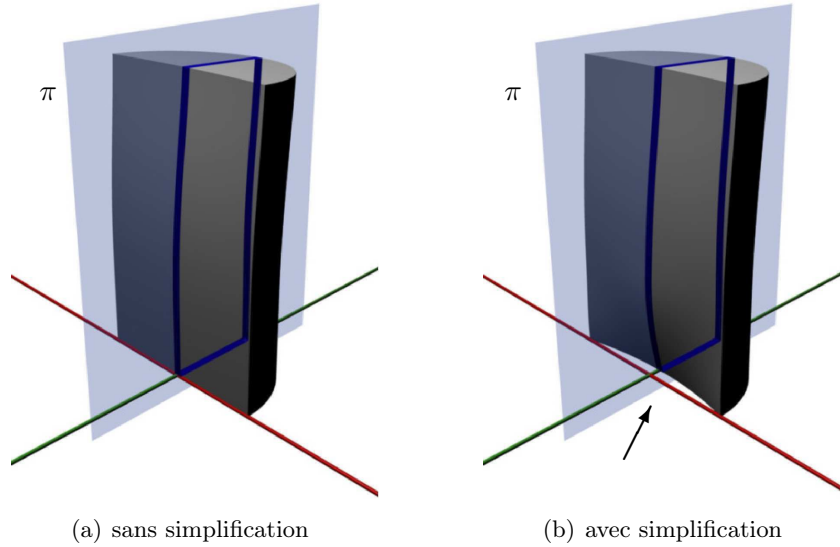 π
π
(a) sans simplification
(b) avec simplification